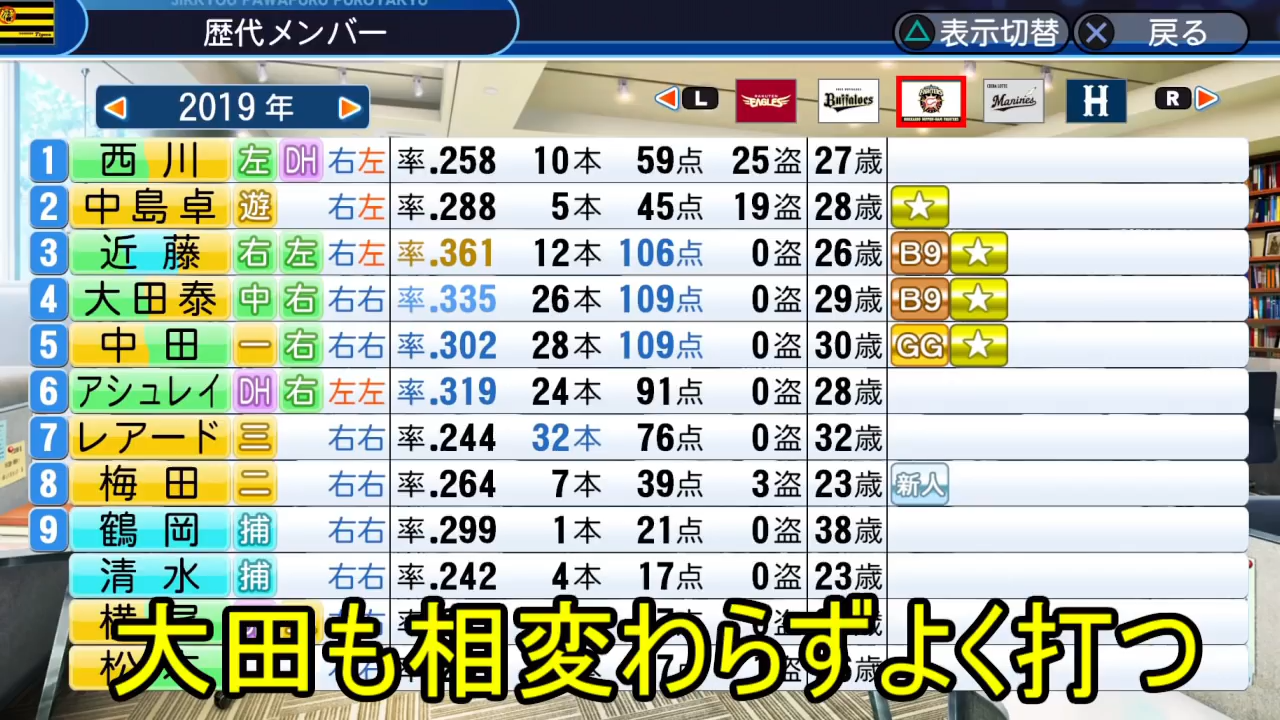 JIKKYOU PAWAFURU PUROYAKYU
歴代メンバー
△表示切替 ×戻る
2019年
L EAGLES Buffaloes FIGHTERS Marines H R
1 西川 左 DH 右左 率.258 10本 59点 25盗 27歳
2 中島卓 遊 右左 率.288 5本 45点 19盗 28歳 ★
3 近藤 右 左 右左 率.361 12本 106点 0盗 26歳 B9 ★
4 大田泰 中 右 右右 率.335 26本 109点 0盗 29歳 B9 ★
5 中田 一 右 右右 率.302 28本 109点 0盗 30歳 GG ★
6 アシュレイ DH 右 左左 率.319 24本 91点 0盗 28歳
7 レアード 三 右右 率.244 32本 76点 0盗 32歳
8 梅田 二 右右 率.264 7本 39点 3盗 23歳 新人
9 鶴岡 捕 右右 率.299 1本 21点 0盗 38歳
清水 捕 右右 率.242 4本 17点 0盗 23歳
大田も相変わらずよく打つ